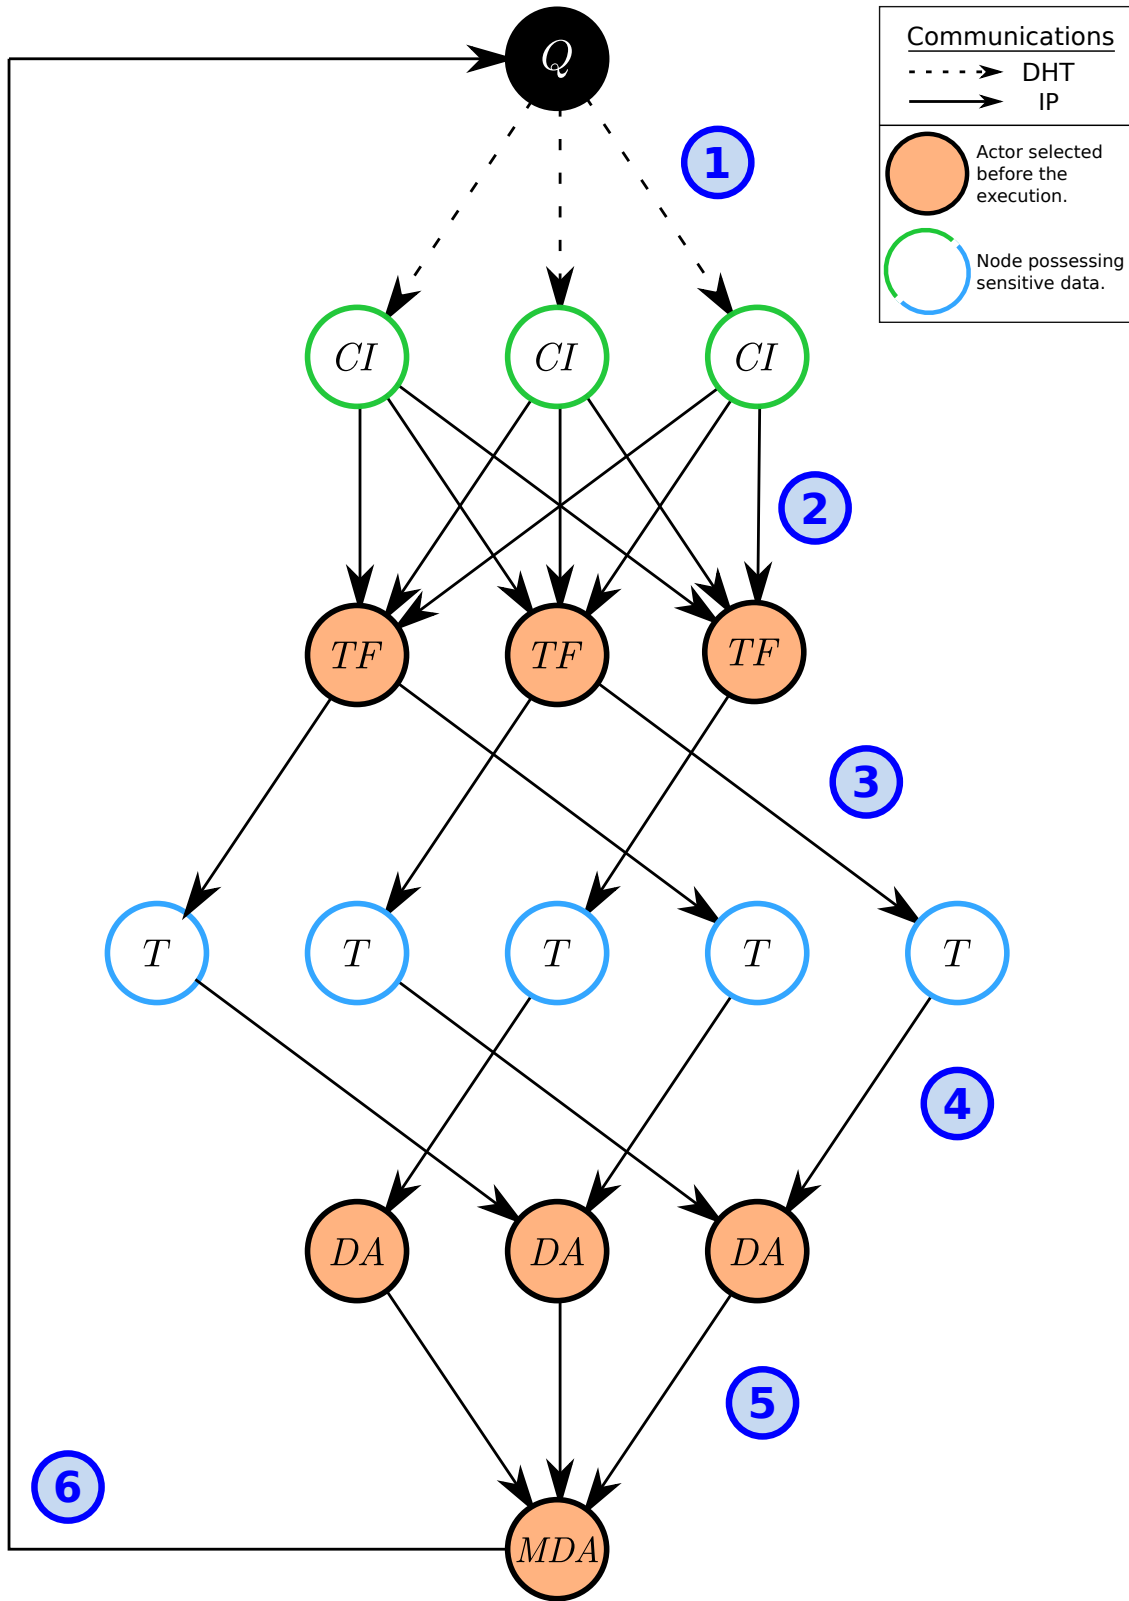 Q
Communications
DHT
IP
Actor selected
before the
execution.
Node possessing
sensitive data.
1
CI CI CI
2
TF TF TF
3
T T T T T
4
DA DA DA
5
6
MDA